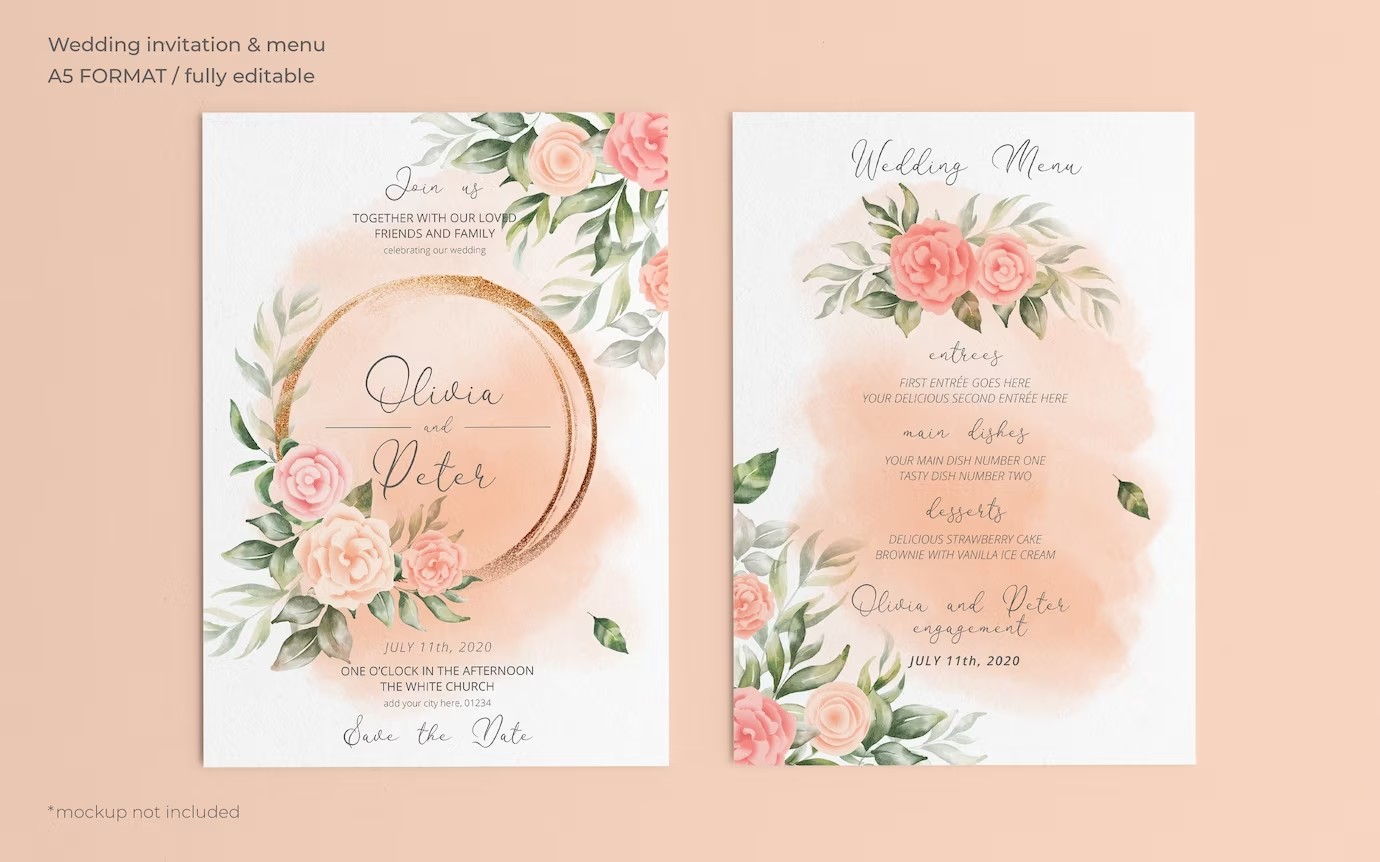 Wedding invitation & menu
A5 FORMAT / fully editable
Join us
TOGETHER WITH OUR LOVED
FRIENDS AND FAMILY
celebrating our wedding
Olivia
and
Peter
JULY 11th, 2020
ONE O'CLOCK IN THE AFTERNOON
THE WHITE CHURCH
add your city here, 01234
Save the Date
Wedding Menu
entrees
FIRST ENTRÉE GOES HERE
YOUR DELICIOUS SECOND ENTRÉE HERE
main dishes
YOUR MAIN DISH NUMBER ONE
TASTY DISH NUMBER TWO
desserts
DELICIOUS STRAWBERRY CAKE
BROWNIE WITH VANILLA ICE CREAM
Olivia and Peter
engagement
JULY 11th, 2020
*mockup not included